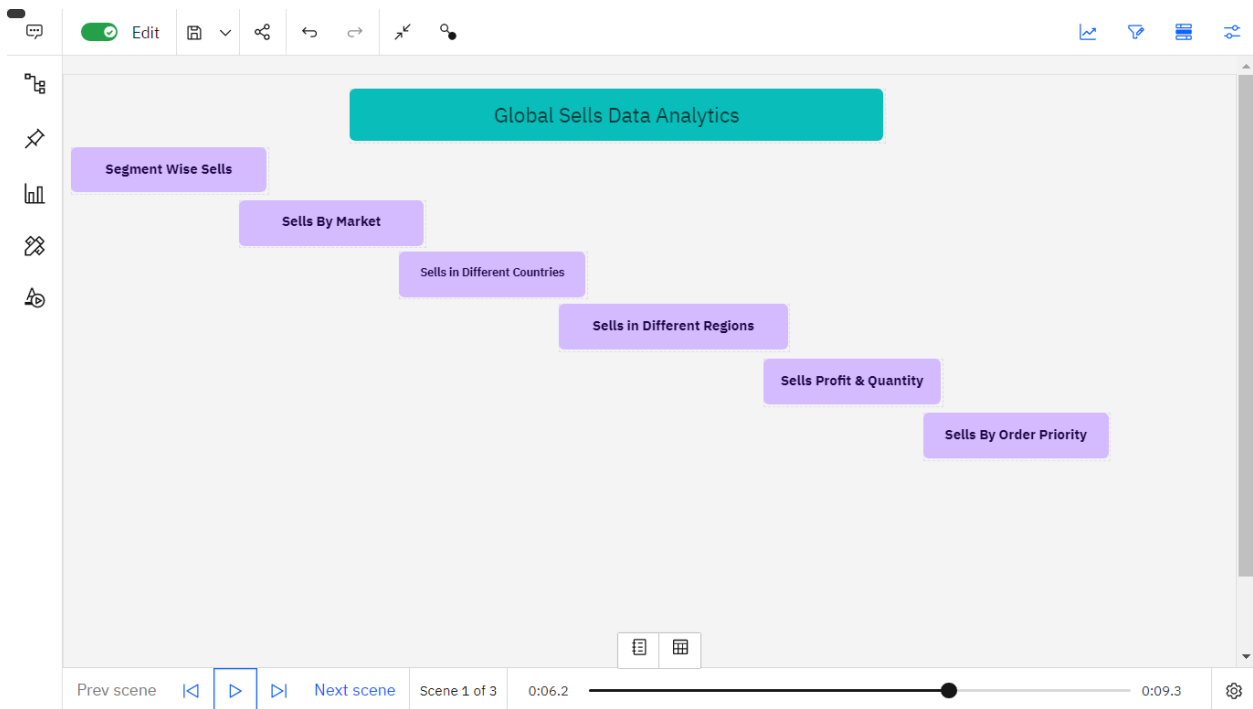 Edit
Global Sells Data Analytics
Segment Wise Sells
Sells By Market
Sells in Different Countries
Sells in Different Regions
Sells Profit & Quantity
Sells By Order Priority
Prev scene
Next scene
Scene 1 of 3
0:06.2
0:09.3